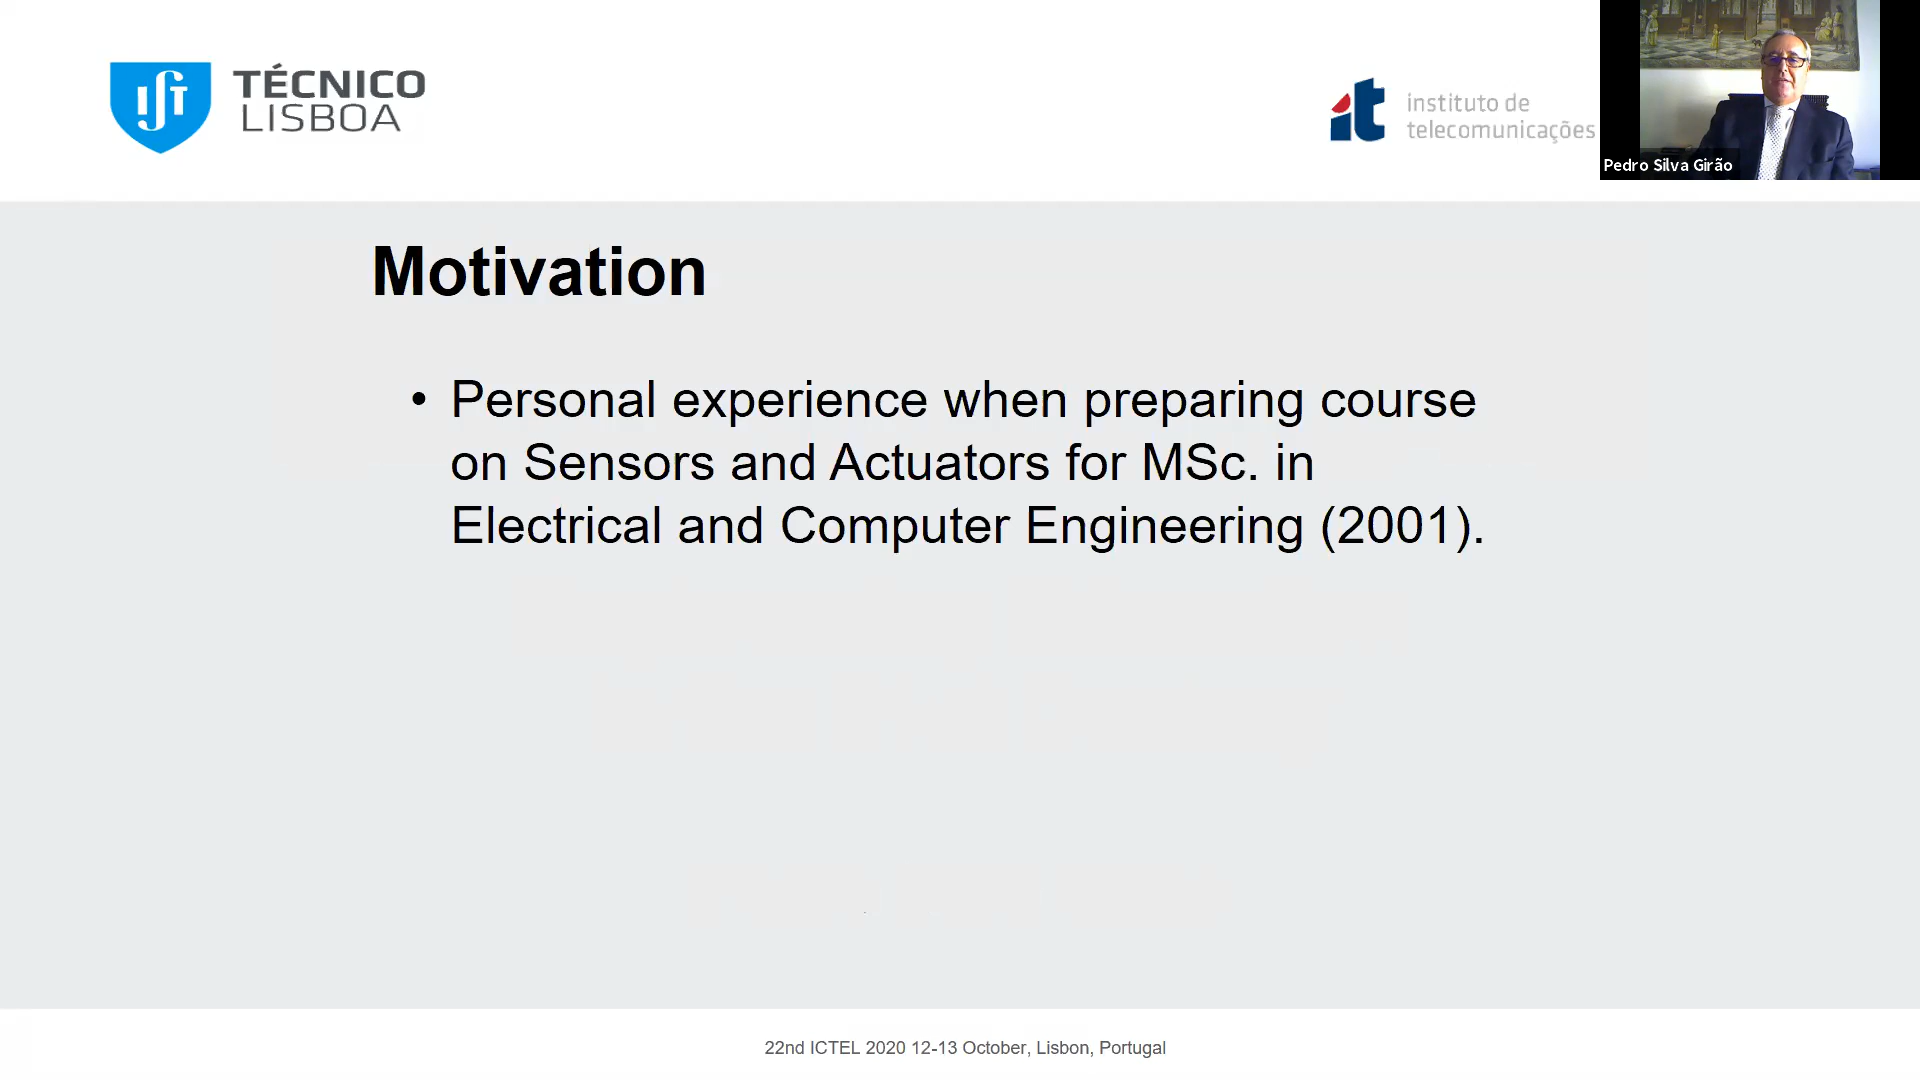 TÉCNICO
LISBOA
instituto de
telecomunicações
Pedro Silva Girão
Motivation
• Personal experience when preparing course
on Sensors and Actuators for MSc. in
Electrical and Computer Engineering (2001).
22nd ICTEL 2020 12-13 October, Lisbon, Portugal